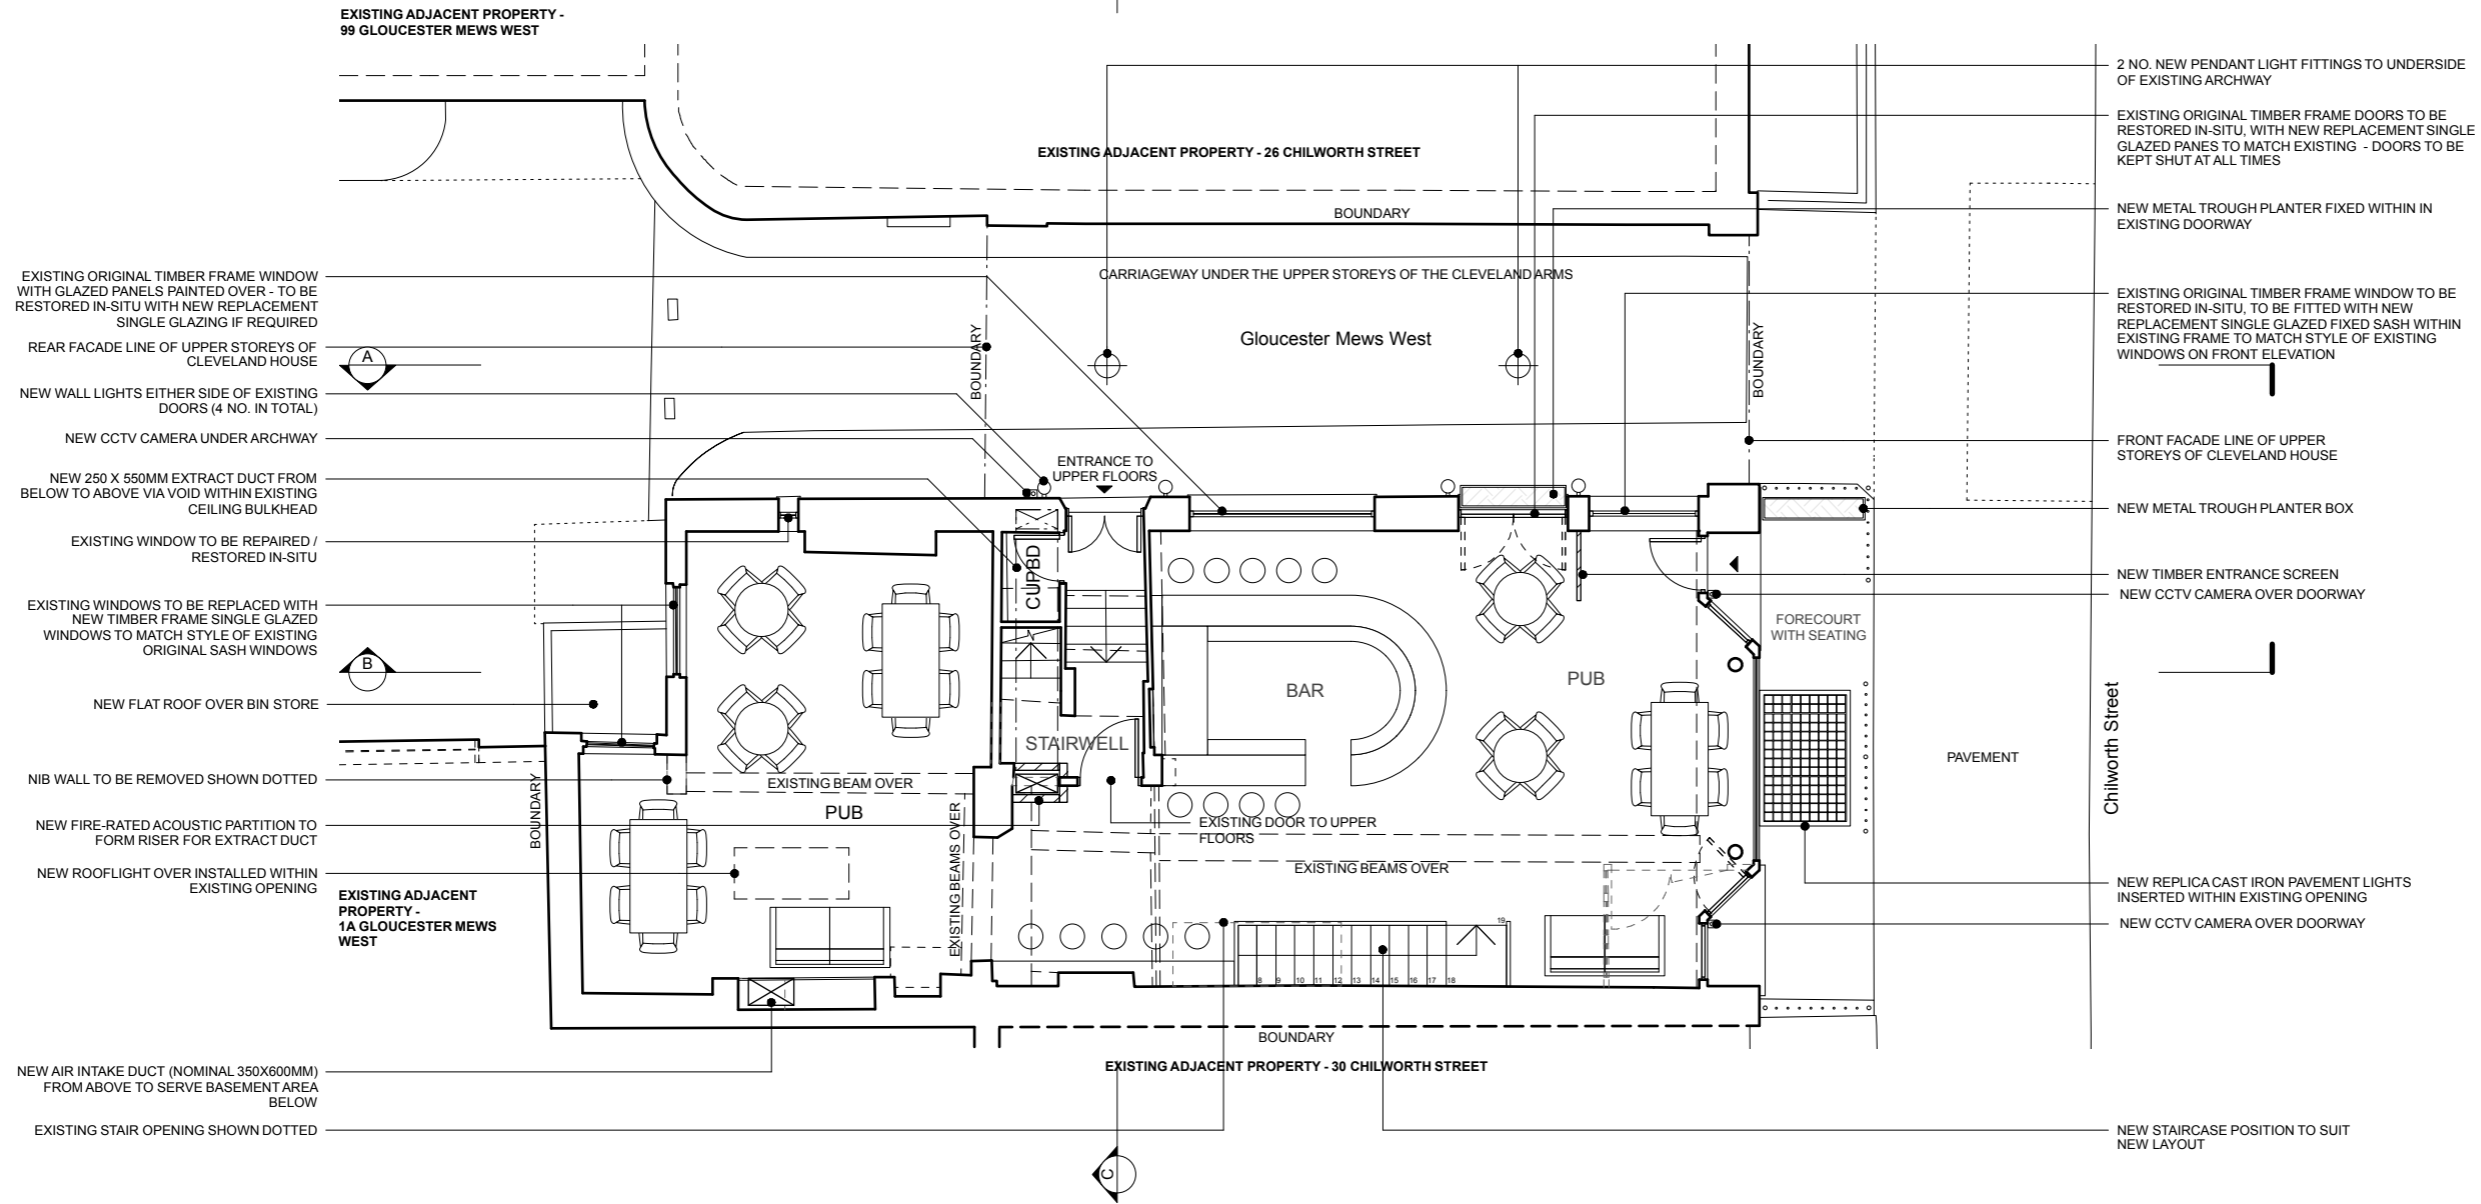 EXISTING ADJACENT PROPERTY -
99 GLOUCESTER MEWS WEST
2 NO. NEW PENDANT LIGHT FITTINGS TO UNDERSIDE
OF EXISTING ARCHWAY
EXISTING ORIGINAL TIMBER FRAME DOORS TO BE
RESTORED IN-SITU, WITH NEW REPLACEMENT SINGLE
GLAZED PANES TO MATCH EXISTING - DOORS TO BE
KEPT SHUT AT ALL TIMES
NEW METAL TROUGH PLANTER FIXED WITHIN IN
EXISTING DOORWAY
EXISTING ORIGINAL TIMBER FRAME WINDOW TO BE
RESTORED IN-SITU, TO BE FITTED WITH NEW
REPLACEMENT SINGLE GLAZED FIXED SASH WITHIN
EXISTING FRAME TO MATCH STYLE OF EXISTING
WINDOWS ON FRONT ELEVATION
FRONT FACADE LINE OF UPPER
STOREYS OF CLEVELAND HOUSE
NEW METAL TROUGH PLANTER BOX
NEW TIMBER ENTRANCE SCREEN
NEW CCTV CAMERA OVER DOORWAY
NEW REPLICA CAST IRON PAVEMENT LIGHTS
INSERTED WITHIN EXISTING OPENING
NEW CCTV CAMERA OVER DOORWAY
NEW STAIRCASE POSITION TO SUIT
NEW LAYOUT
EXISTING ORIGINAL TIMBER FRAME WINDOW
WITH GLAZED PANELS PAINTED OVER - TO BE
RESTORED IN-SITU WITH NEW REPLACEMENT
SINGLE GLAZING IF REQUIRED
REAR FACADE LINE OF UPPER STOREYS OF
CLEVELAND HOUSE
NEW WALL LIGHTS EITHER SIDE OF EXISTING
DOORS (4 NO. IN TOTAL)
NEW CCTV CAMERA UNDER ARCHWAY
NEW 250 X 550MM EXTRACT DUCT FROM
BELOW TO ABOVE VIA VOID WITHIN EXISTING
CEILING BULKHEAD
EXISTING WINDOW TO BE REPAIRED /
RESTORED IN-SITU
EXISTING WINDOWS TO BE REPLACED WITH
NEW TIMBER FRAME SINGLE GLAZED
WINDOWS TO MATCH STYLE OF EXISTING
ORIGINAL SASH WINDOWS
NEW FLAT ROOF OVER BIN STORE
NIB WALL TO BE REMOVED SHOWN DOTTED
NEW FIRE-RATED ACOUSTIC PARTITION TO
FORM RISER FOR EXTRACT DUCT
NEW ROOFLIGHT OVER INSTALLED WITHIN
EXISTING OPENING
NEW AIR INTAKE DUCT (NOMINAL 350X600MM)
FROM ABOVE TO SERVE BASEMENT AREA
BELOW
EXISTING STAIR OPENING SHOWN DOTTED
A
B
C
EXISTING ADJACENT PROPERTY - 26 CHILWORTH STREET
BOUNDARY
CARRIAGEWAY UNDER THE UPPER STOREYS OF THE CLEVELAND ARMS
Gloucester Mews West
BOUNDARY
BOUNDARY
ENTRANCE TO
UPPER FLOORS
CUPBD
STAIRWELL
BAR
PUB
FORECOURT
WITH SEATING
PAVEMENT
Chilworth Street
EXISTING BEAM OVER
PUB
BOUNDARY
EXISTING BEAMS OVER
EXISTING DOOR TO UPPER
FLOORS
EXISTING BEAMS OVER
EXISTING ADJACENT
PROPERTY -
1A GLOUCESTER MEWS
WEST
19
8 9 10 11 12 13 14 15 16 17 18
BOUNDARY
EXISTING ADJACENT PROPERTY - 30 CHILWORTH STREET